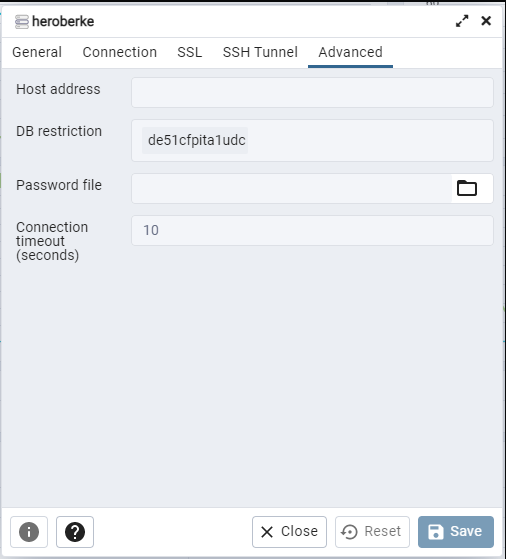 heroberke
General Connection SSL SSH Tunnel Advanced
Host address
DB restriction de51cfpita1udc
Password file
Connection
timeout 10
(seconds)
Close Reset Save